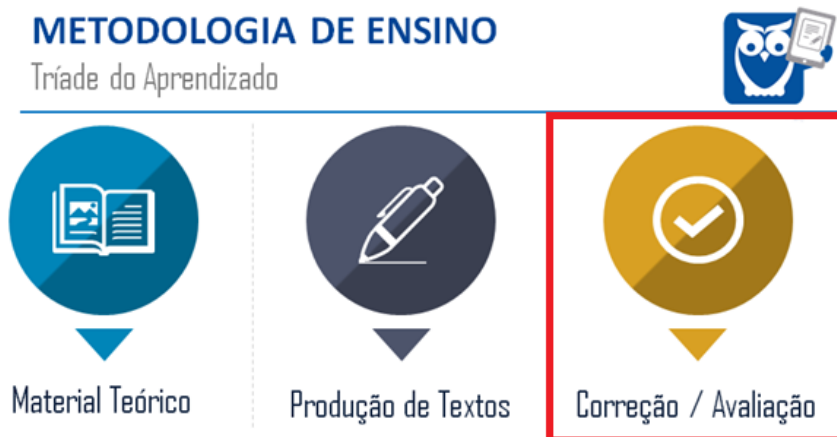 METODOLOGIA DE ENSINO
Tríade do Aprendizado
Material Teórico
Produção de Textos
Correção / Avaliação